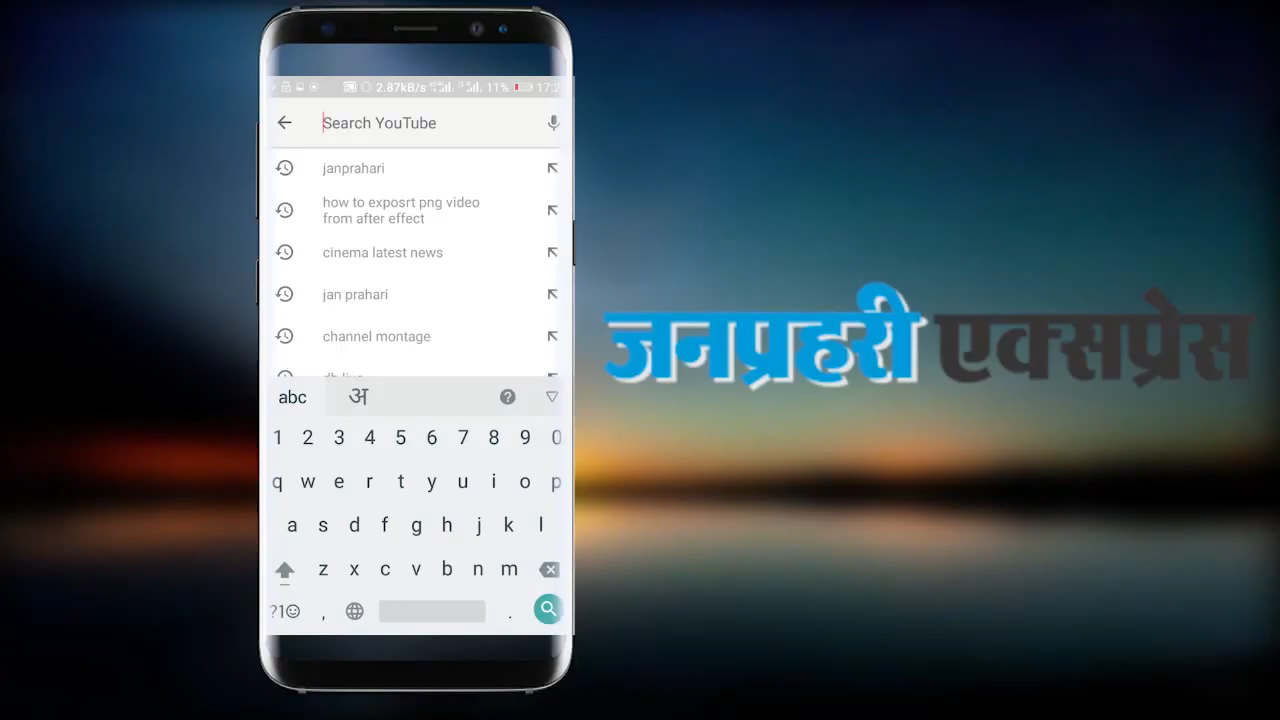 2.87kB/s 11% 17:2
Search YouTube
janprahari
how to exposrt png video
from after effect
cinema latest news
jan prahari
channel montage
जनप्रहरी एक्सप्रेस
abc अ
1 2 3 4 5 6 7 8 9 0
q w e r t y u i o p
a s d f g h j k l
z x c v b n m
?1☺ , .